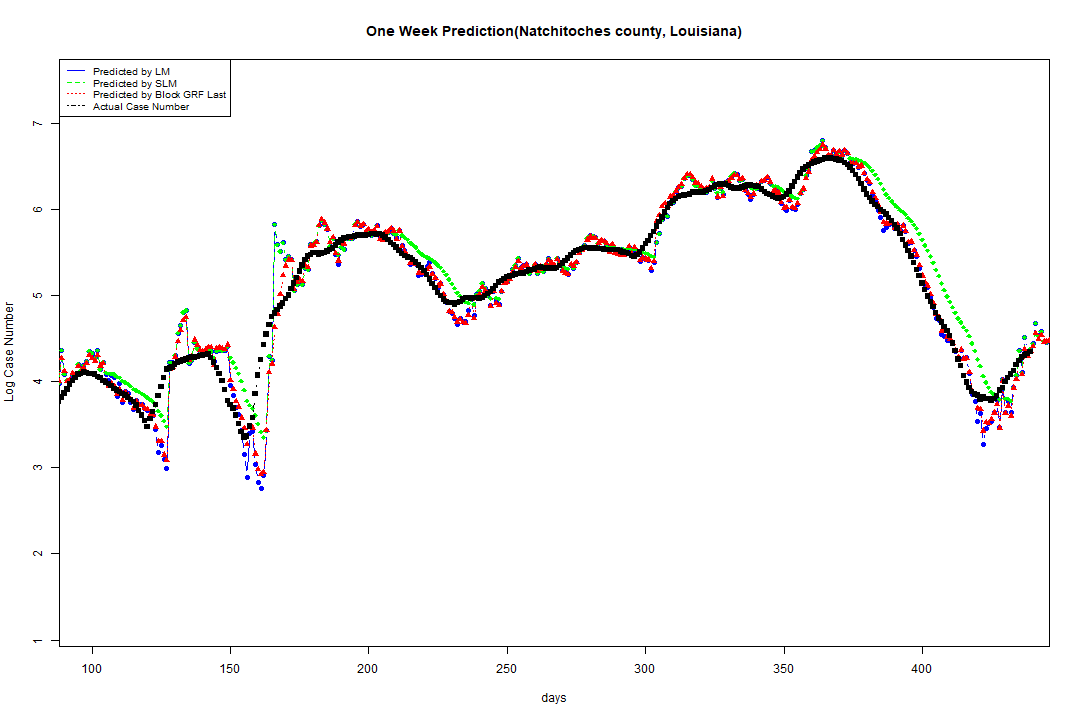 One Week Prediction(Natchitoches county, Louisiana)
Predicted by LM
Predicted by SLM
Predicted by Block GRF Last
Actual Case Number
7
6
5
4
3
2
1
Log Case Number
100 150 200 250 300 350 400
days